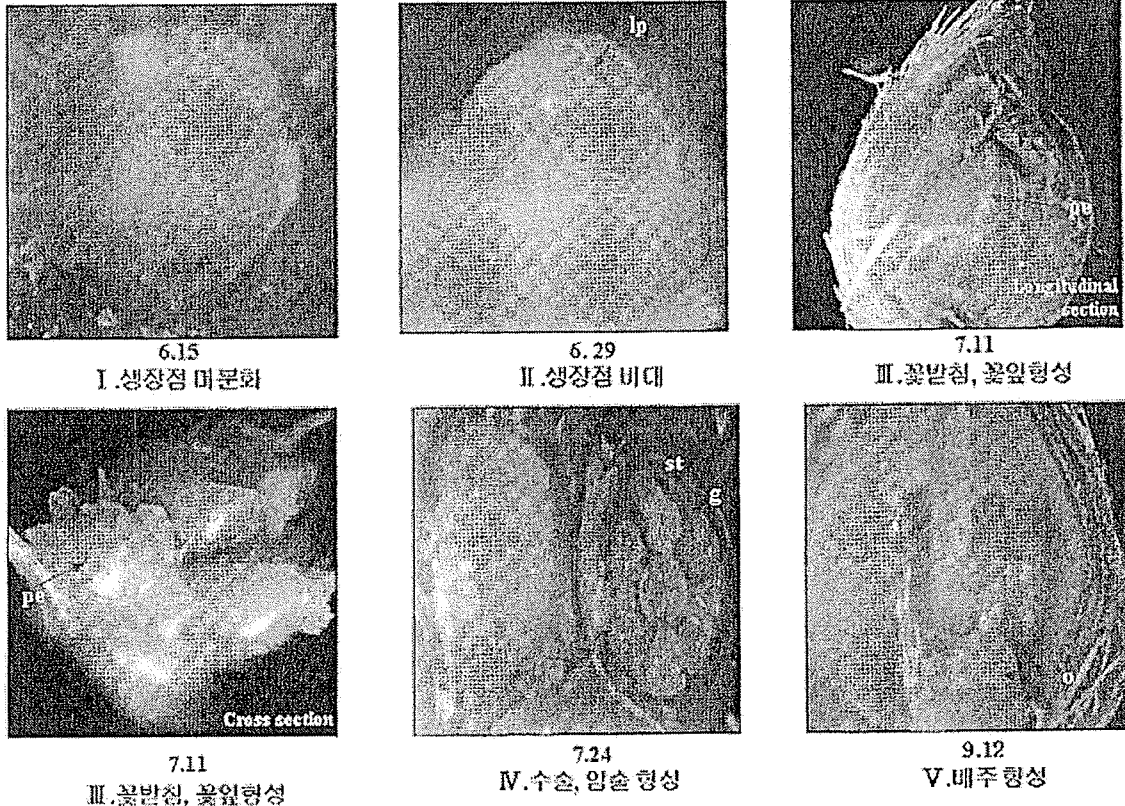 lp
pe
Longitudinal
section
6.15
6.29
7.11
Ⅰ.생장점 미분화
Ⅱ.생장점 비대
Ⅲ.꽃받침, 꽃잎형성
pe
Cross section
st
g
o
7.11
7.24
9.12
Ⅲ.꽃받침, 꽃잎형성
Ⅳ.수술, 암술 형성
Ⅴ.배주 형성